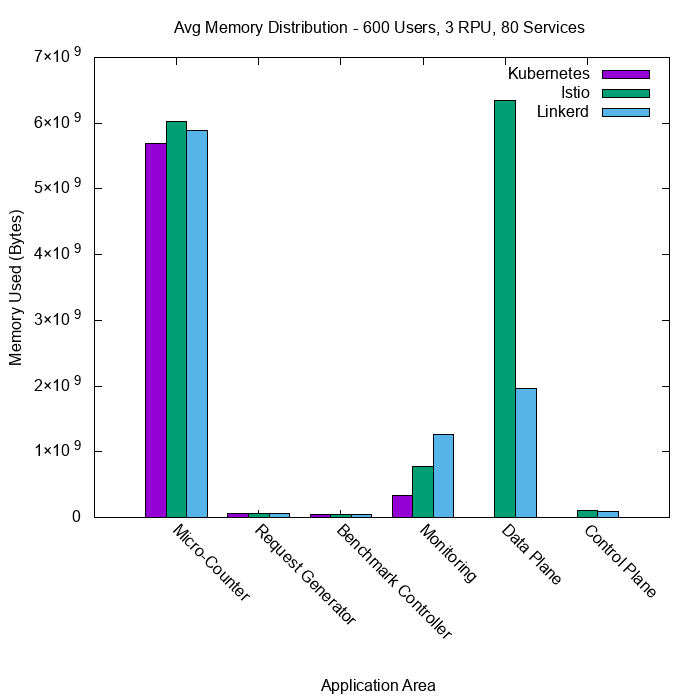 Avg Memory Distribution - 600 Users, 3 RPU, 80 Services
Kubernetes
Istio
Linkerd
Memory Used (Bytes)
7×10⁹
6×10⁹
5×10⁹
4×10⁹
3×10⁹
2×10⁹
1×10⁹
0
Micro-Counter
Request Generator
Benchmark Controller
Monitoring
Data Plane
Control Plane
Application Area